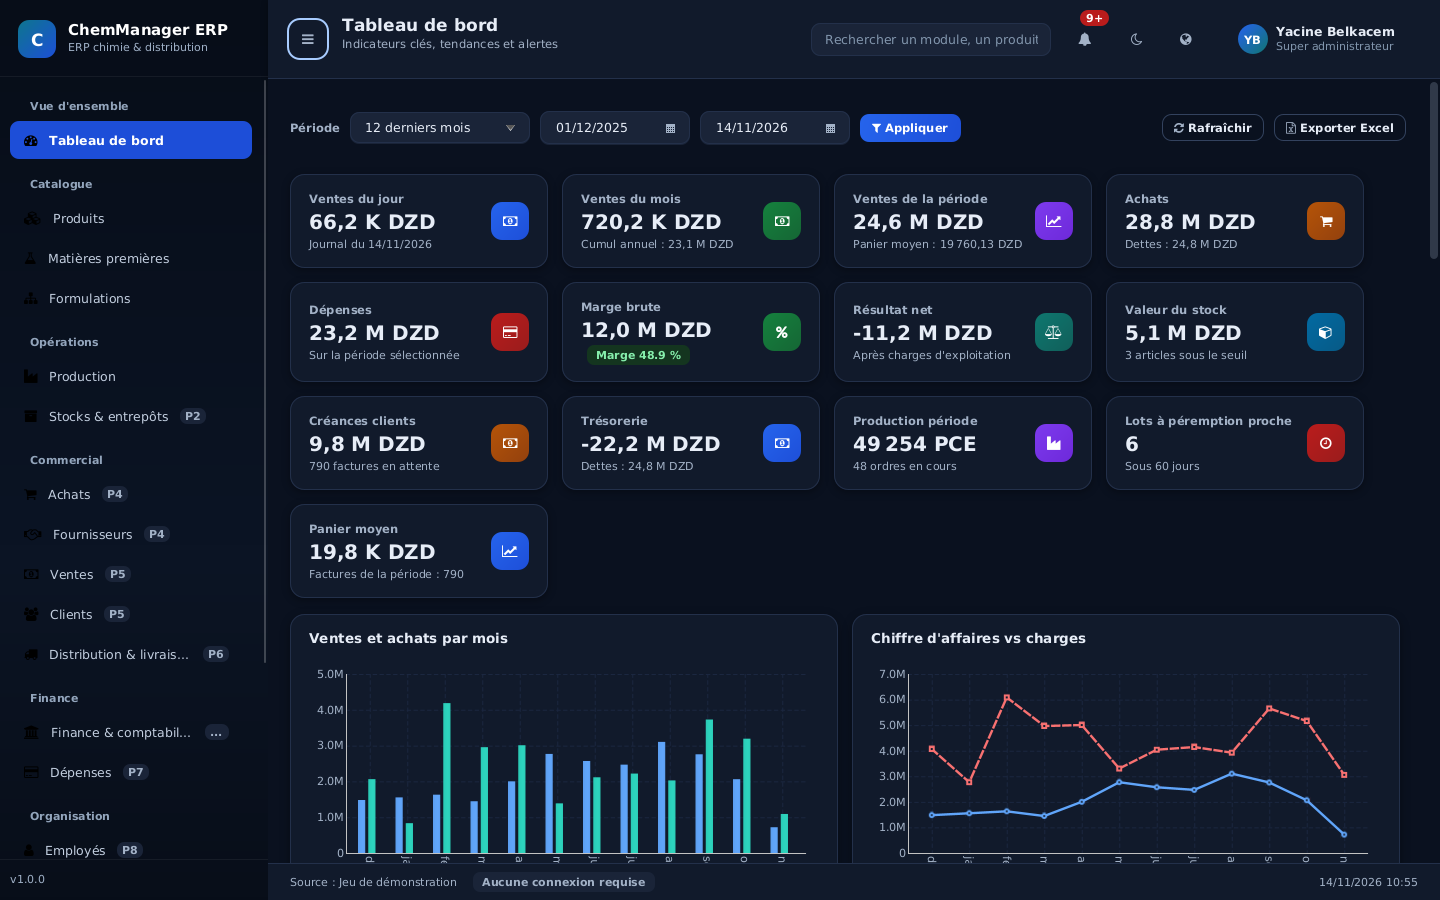 C
ChemManager ERP
ERP chimie & distribution
Tableau de bord
Indicateurs clés, tendances et alertes
Rechercher un module, un produit
9+
YB
Yacine Belkacem
Super administrateur
Vue d'ensemble
Tableau de bord
Catalogue
Produits
Matières premières
Formulations
Opérations
Production
Stocks & entrepôts P2
Commercial
Achats P4
Fournisseurs P4
Ventes P5
Clients P5
Distribution & livrais... P6
Finance
Finance & comptabil... ...
Dépenses P7
Organisation
Employés P8
v1.0.0
Période
12 derniers mois
01/12/2025
14/11/2026
Appliquer
Rafraîchir
Exporter Excel
Ventes du jour
66,2 K DZD
Journal du 14/11/2026
Ventes du mois
720,2 K DZD
Cumul annuel : 23,1 M DZD
Ventes de la période
24,6 M DZD
Panier moyen : 19 760,13 DZD
Achats
28,8 M DZD
Dettes : 24,8 M DZD
Dépenses
23,2 M DZD
Sur la période sélectionnée
Marge brute
12,0 M DZD
Marge 48.9 %
Résultat net
-11,2 M DZD
Après charges d'exploitation
Valeur du stock
5,1 M DZD
3 articles sous le seuil
Créances clients
9,8 M DZD
790 factures en attente
Trésorerie
-22,2 M DZD
Dettes : 24,8 M DZD
Production période
49 254 PCE
48 ordres en cours
Lots à péremption proche
6
Sous 60 jours
Panier moyen
19,8 K DZD
Factures de la période : 790
Ventes et achats par mois
5.0M
4.0M
3.0M
2.0M
1.0M
0
Chiffre d'affaires vs charges
7.0M
6.0M
5.0M
4.0M
3.0M
2.0M
1.0M
0
Source : Jeu de démonstration
Aucune connexion requise
14/11/2026 10:55